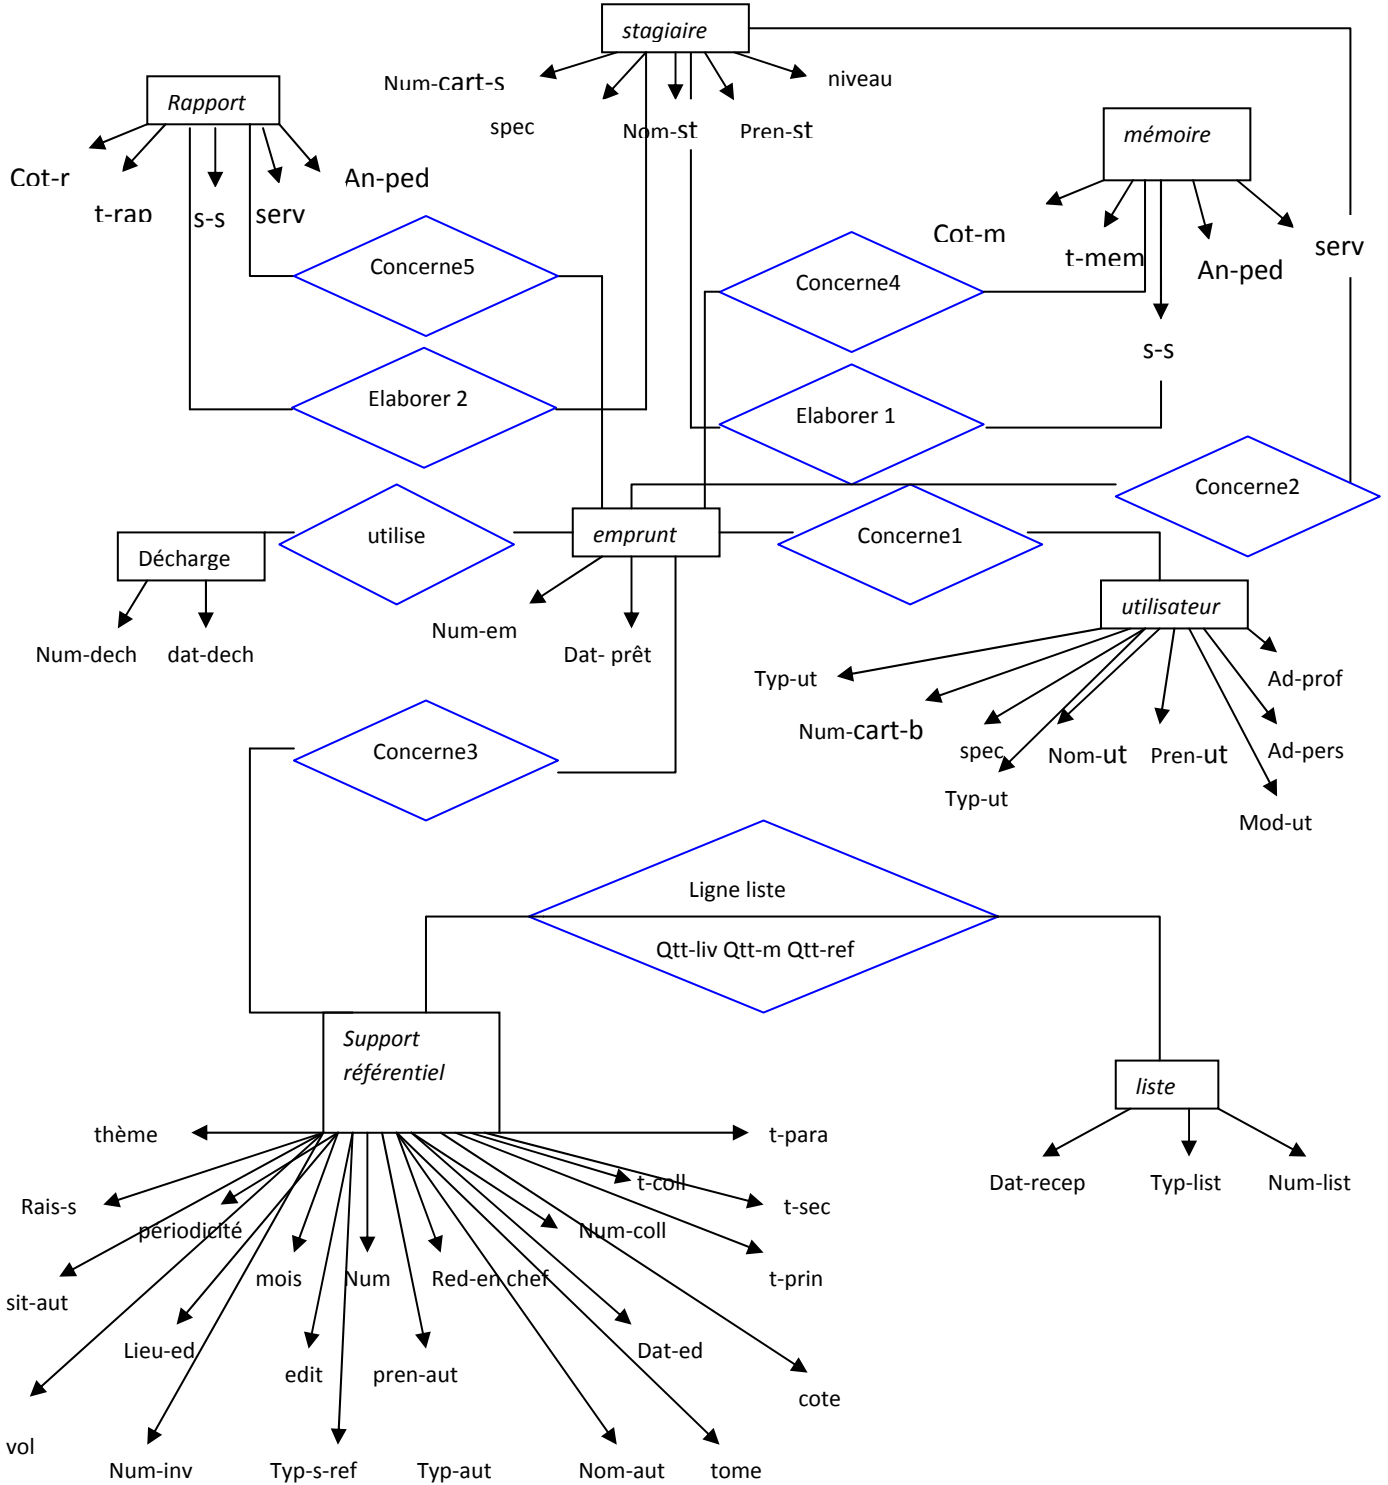 stagiaire
Num-cart-s
niveau
Rapport
spec
Nom-st
Pren-st
mémoire
Cot-r
An-ped
t-rap
s-s
serv
Cot-m
t-mem
An-ped
serv
Concerne5
Concerne4
s-s
Elaborer 2
Elaborer 1
Concerne2
utilise
emprunt
Concerne1
Décharge
utilisateur
Num-em
Num-dech
dat-dech
Dat- prêt
Typ-ut
Ad-prof
Num-cart-b
spec
Nom-ut
Pren-ut
Ad-pers
Concerne3
Typ-ut
Mod-ut
Ligne liste
Qtt-liv Qtt-m Qtt-ref
Support
référentiel
liste
thème
t-para
t-coll
Dat-recep
Typ-list
Num-list
Rais-s
périodicité
t-sec
Num-coll
mois
Num
Red-en chef
t-prin
sit-aut
Lieu-ed
edit
pren-aut
Dat-ed
cote
vol
Num-inv
Typ-s-ref
Typ-aut
Nom-aut
tome